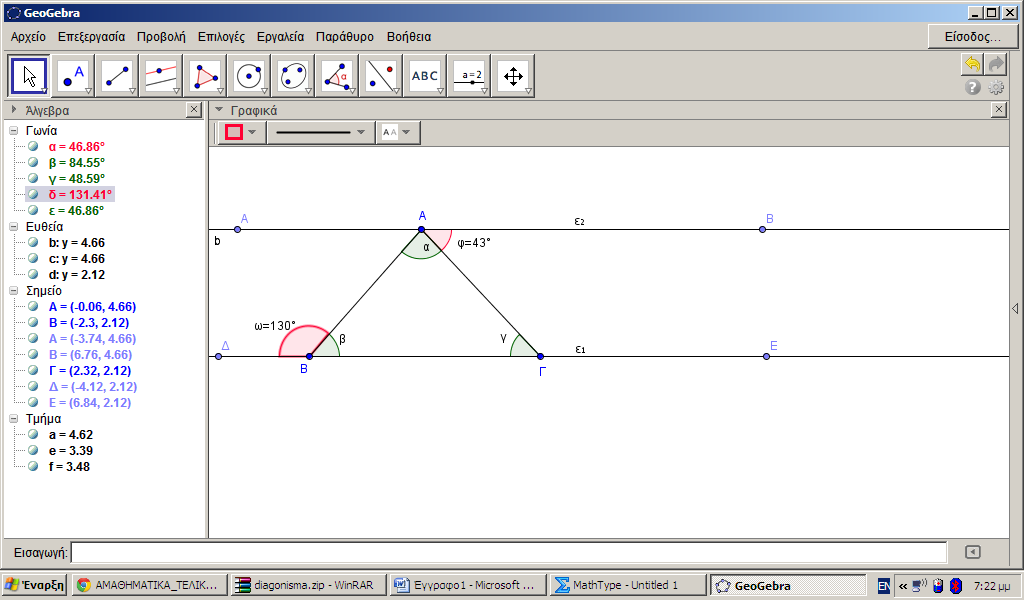 GeoGebra
Αρχείο Επεξεργασία Προβολή Επιλογές Εργαλεία Παράθυρο Βοήθεια
Είσοδος...
A α ABC a=2
Άλγεβρα
Γραφικά
AA
Γωνία
α = 46.86°
β = 84.55°
γ = 48.59°
δ = 131.41°
ε = 46.86°
Ευθεία
b: y = 4.66
c: y = 4.66
d: y = 2.12
Σημείο
A = (-0.06, 4.66)
B = (-2.3, 2.12)
A = (-3.74, 4.66)
B = (6.76, 4.66)
Γ = (2.32, 2.12)
Δ = (-4.12, 2.12)
E = (6.84, 2.12)
Τμήμα
a = 4.62
e = 3.39
f = 3.48
A A ε2 B
b α φ=43°
ω=130° β γ
Δ ε1 E
B Γ
Εισαγωγή:
Έναρξη ΑΜΑΘΗΜΑΤΙΚΑ_ΤΕΛΙΚ... diagonisma.zip - WinRAR Έγγραφο1 - Microsoft ... MathType - Untitled 1 GeoGebra EN « 7:22 μμ